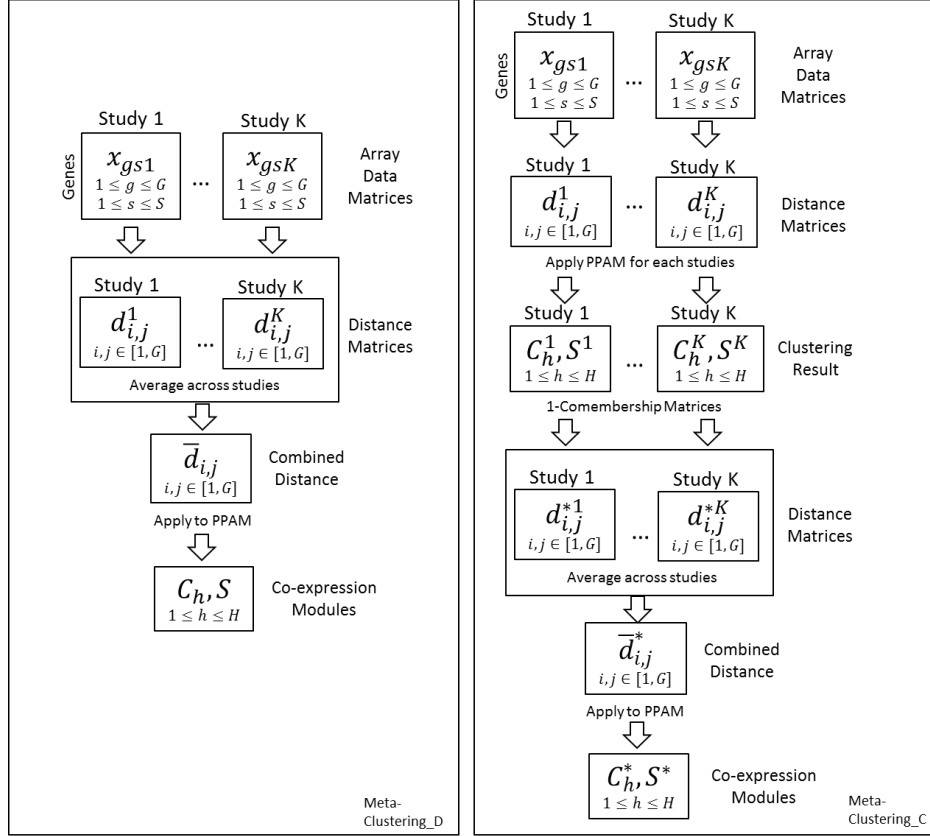 Study 1
Study K
Genes
x_{gs1}
1 ≤ g ≤ G
1 ≤ s ≤ S
...
x_{gsK}
1 ≤ g ≤ G
1 ≤ s ≤ S
Array
Data
Matrices
Study 1
Study K
d^1_{i,j}
i,j ∈ [1,G]
...
d^K_{i,j}
i,j ∈ [1,G]
Distance
Matrices
Average across studies
d̅_{i,j}
i,j ∈ [1,G]
Combined
Distance
Apply to PPAM
C_h, S
1 ≤ h ≤ H
Co-expression
Modules
Meta-
Clustering_D
Study 1
Study K
Genes
x_{gs1}
1 ≤ g ≤ G
1 ≤ s ≤ S
...
x_{gsK}
1 ≤ g ≤ G
1 ≤ s ≤ S
Array
Data
Matrices
Study 1
Study K
d^1_{i,j}
i,j ∈ [1,G]
...
d^K_{i,j}
i,j ∈ [1,G]
Distance
Matrices
Apply PPAM for each studies
Study 1
Study K
C^1_h, S^1
1 ≤ h ≤ H
...
C^K_h, S^K
1 ≤ h ≤ H
Clustering
Result
1-Comembership Matrices
Study 1
Study K
d^{*1}_{i,j}
i,j ∈ [1,G]
...
d^{*K}_{i,j}
i,j ∈ [1,G]
Distance
Matrices
Average across studies
d̅^*_{i,j}
i,j ∈ [1,G]
Combined
Distance
Apply to PPAM
C^*_h, S^*
1 ≤ h ≤ H
Co-expression
Modules
Meta-
Clustering_C